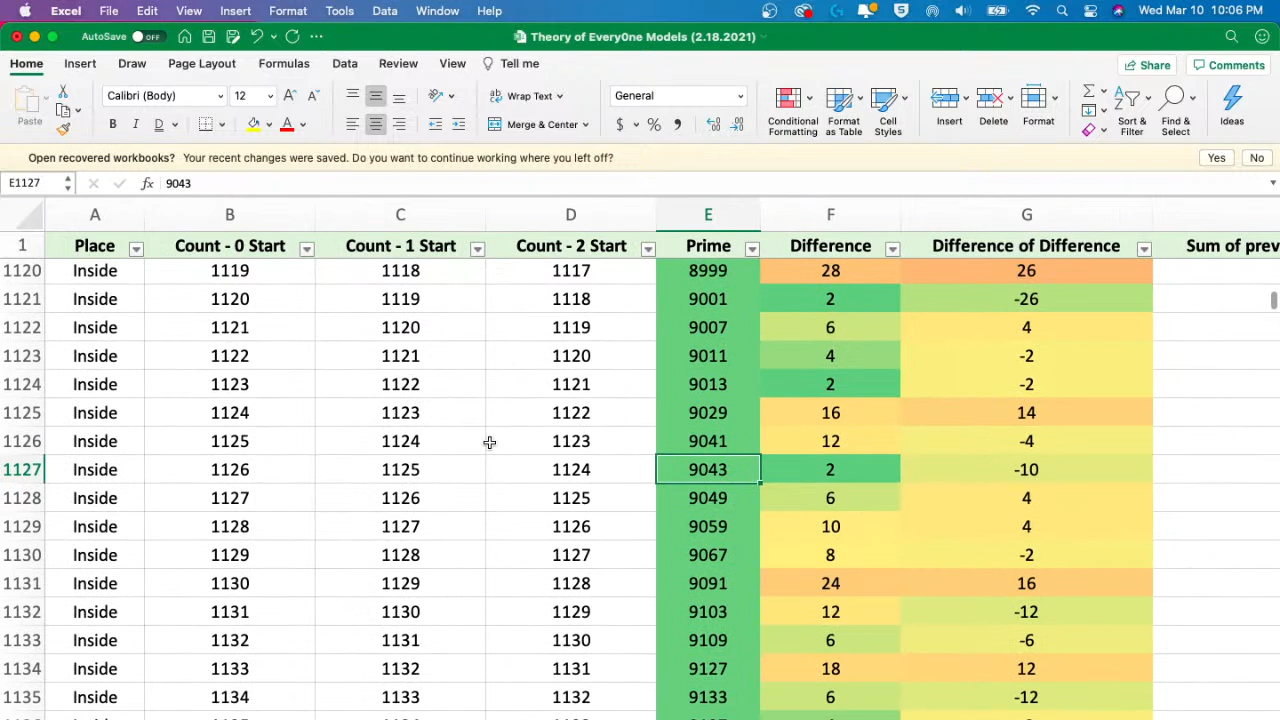 Excel File Edit View Insert Format Tools Data Window Help Wed Mar 10 10:06 PM
AutoSave OFF Theory of EveryOne Models (2.18.2021)
Home Insert Draw Page Layout Formulas Data Review View Tell me Share Comments
Paste Calibri (Body) 12 Wrap Text General Conditional Formatting Format as Table Cell Styles Insert Delete Format Sort & Filter Find & Select Ideas
B I D A Merge & Center $ % 
Open recovered workbooks? Your recent changes were saved. Do you want to continue working where you left off? Yes No
E1127 fx 9043
A B C D E F G
1 Place Count - 0 Start Count - 1 Start Count - 2 Start Prime Difference Difference of Difference Sum of prev
1120 Inside 1119 1118 1117 8999 28 26
1121 Inside 1120 1119 1118 9001 2 -26
1122 Inside 1121 1120 1119 9007 6 4
1123 Inside 1122 1121 1120 9011 4 -2
1124 Inside 1123 1122 1121 9013 2 -2
1125 Inside 1124 1123 1122 9029 16 14
1126 Inside 1125 1124 1123 9041 12 -4
1127 Inside 1126 1125 1124 9043 2 -10
1128 Inside 1127 1126 1125 9049 6 4
1129 Inside 1128 1127 1126 9059 10 4
1130 Inside 1129 1128 1127 9067 8 -2
1131 Inside 1130 1129 1128 9091 24 16
1132 Inside 1131 1130 1129 9103 12 -12
1133 Inside 1132 1131 1130 9109 6 -6
1134 Inside 1133 1132 1131 9127 18 12
1135 Inside 1134 1133 1132 9133 6 -12